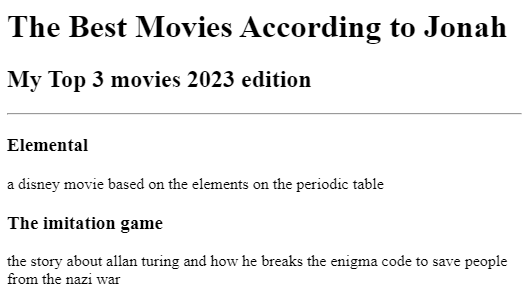 The Best Movies According to Jonah
My Top 3 movies 2023 edition
Elemental
a disney movie based on the elements on the periodic table
The imitation game
the story about allan turing and how he breaks the enigma code to save people
from the nazi war